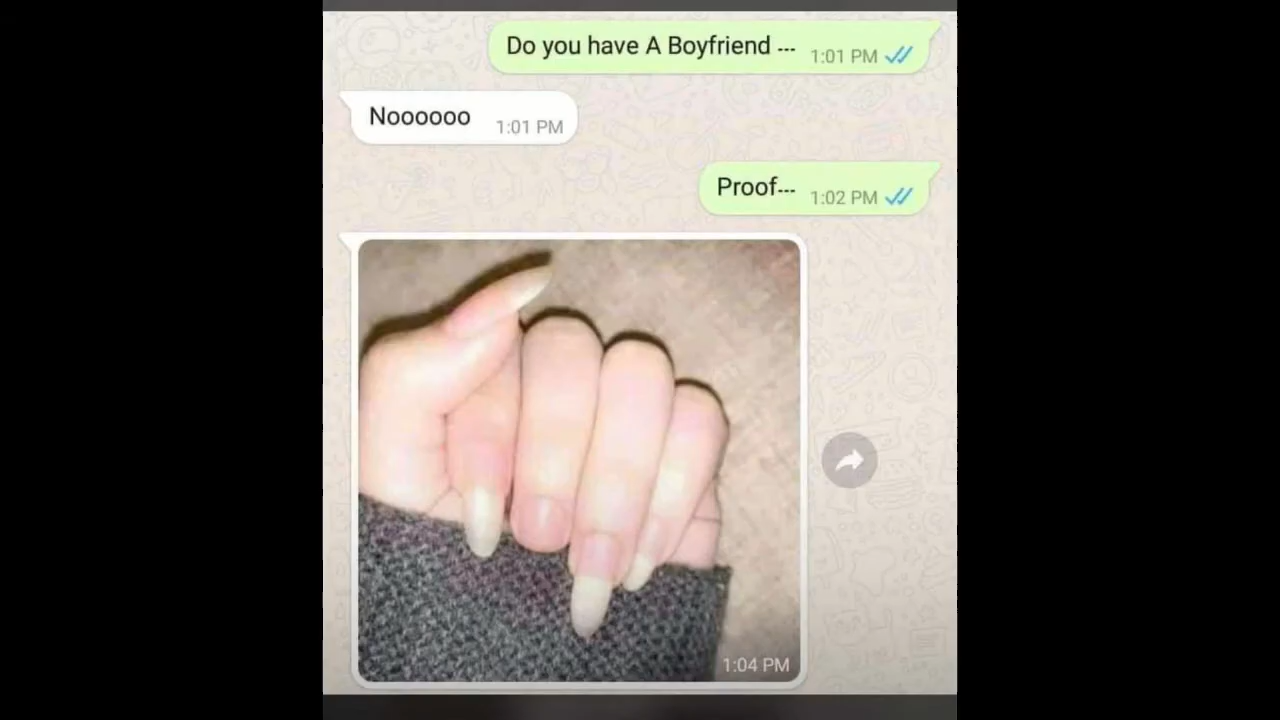 Do you have A Boyfriend --- 1:01 PM
Noooooo 1:01 PM
Proof--- 1:02 PM
1:04 PM